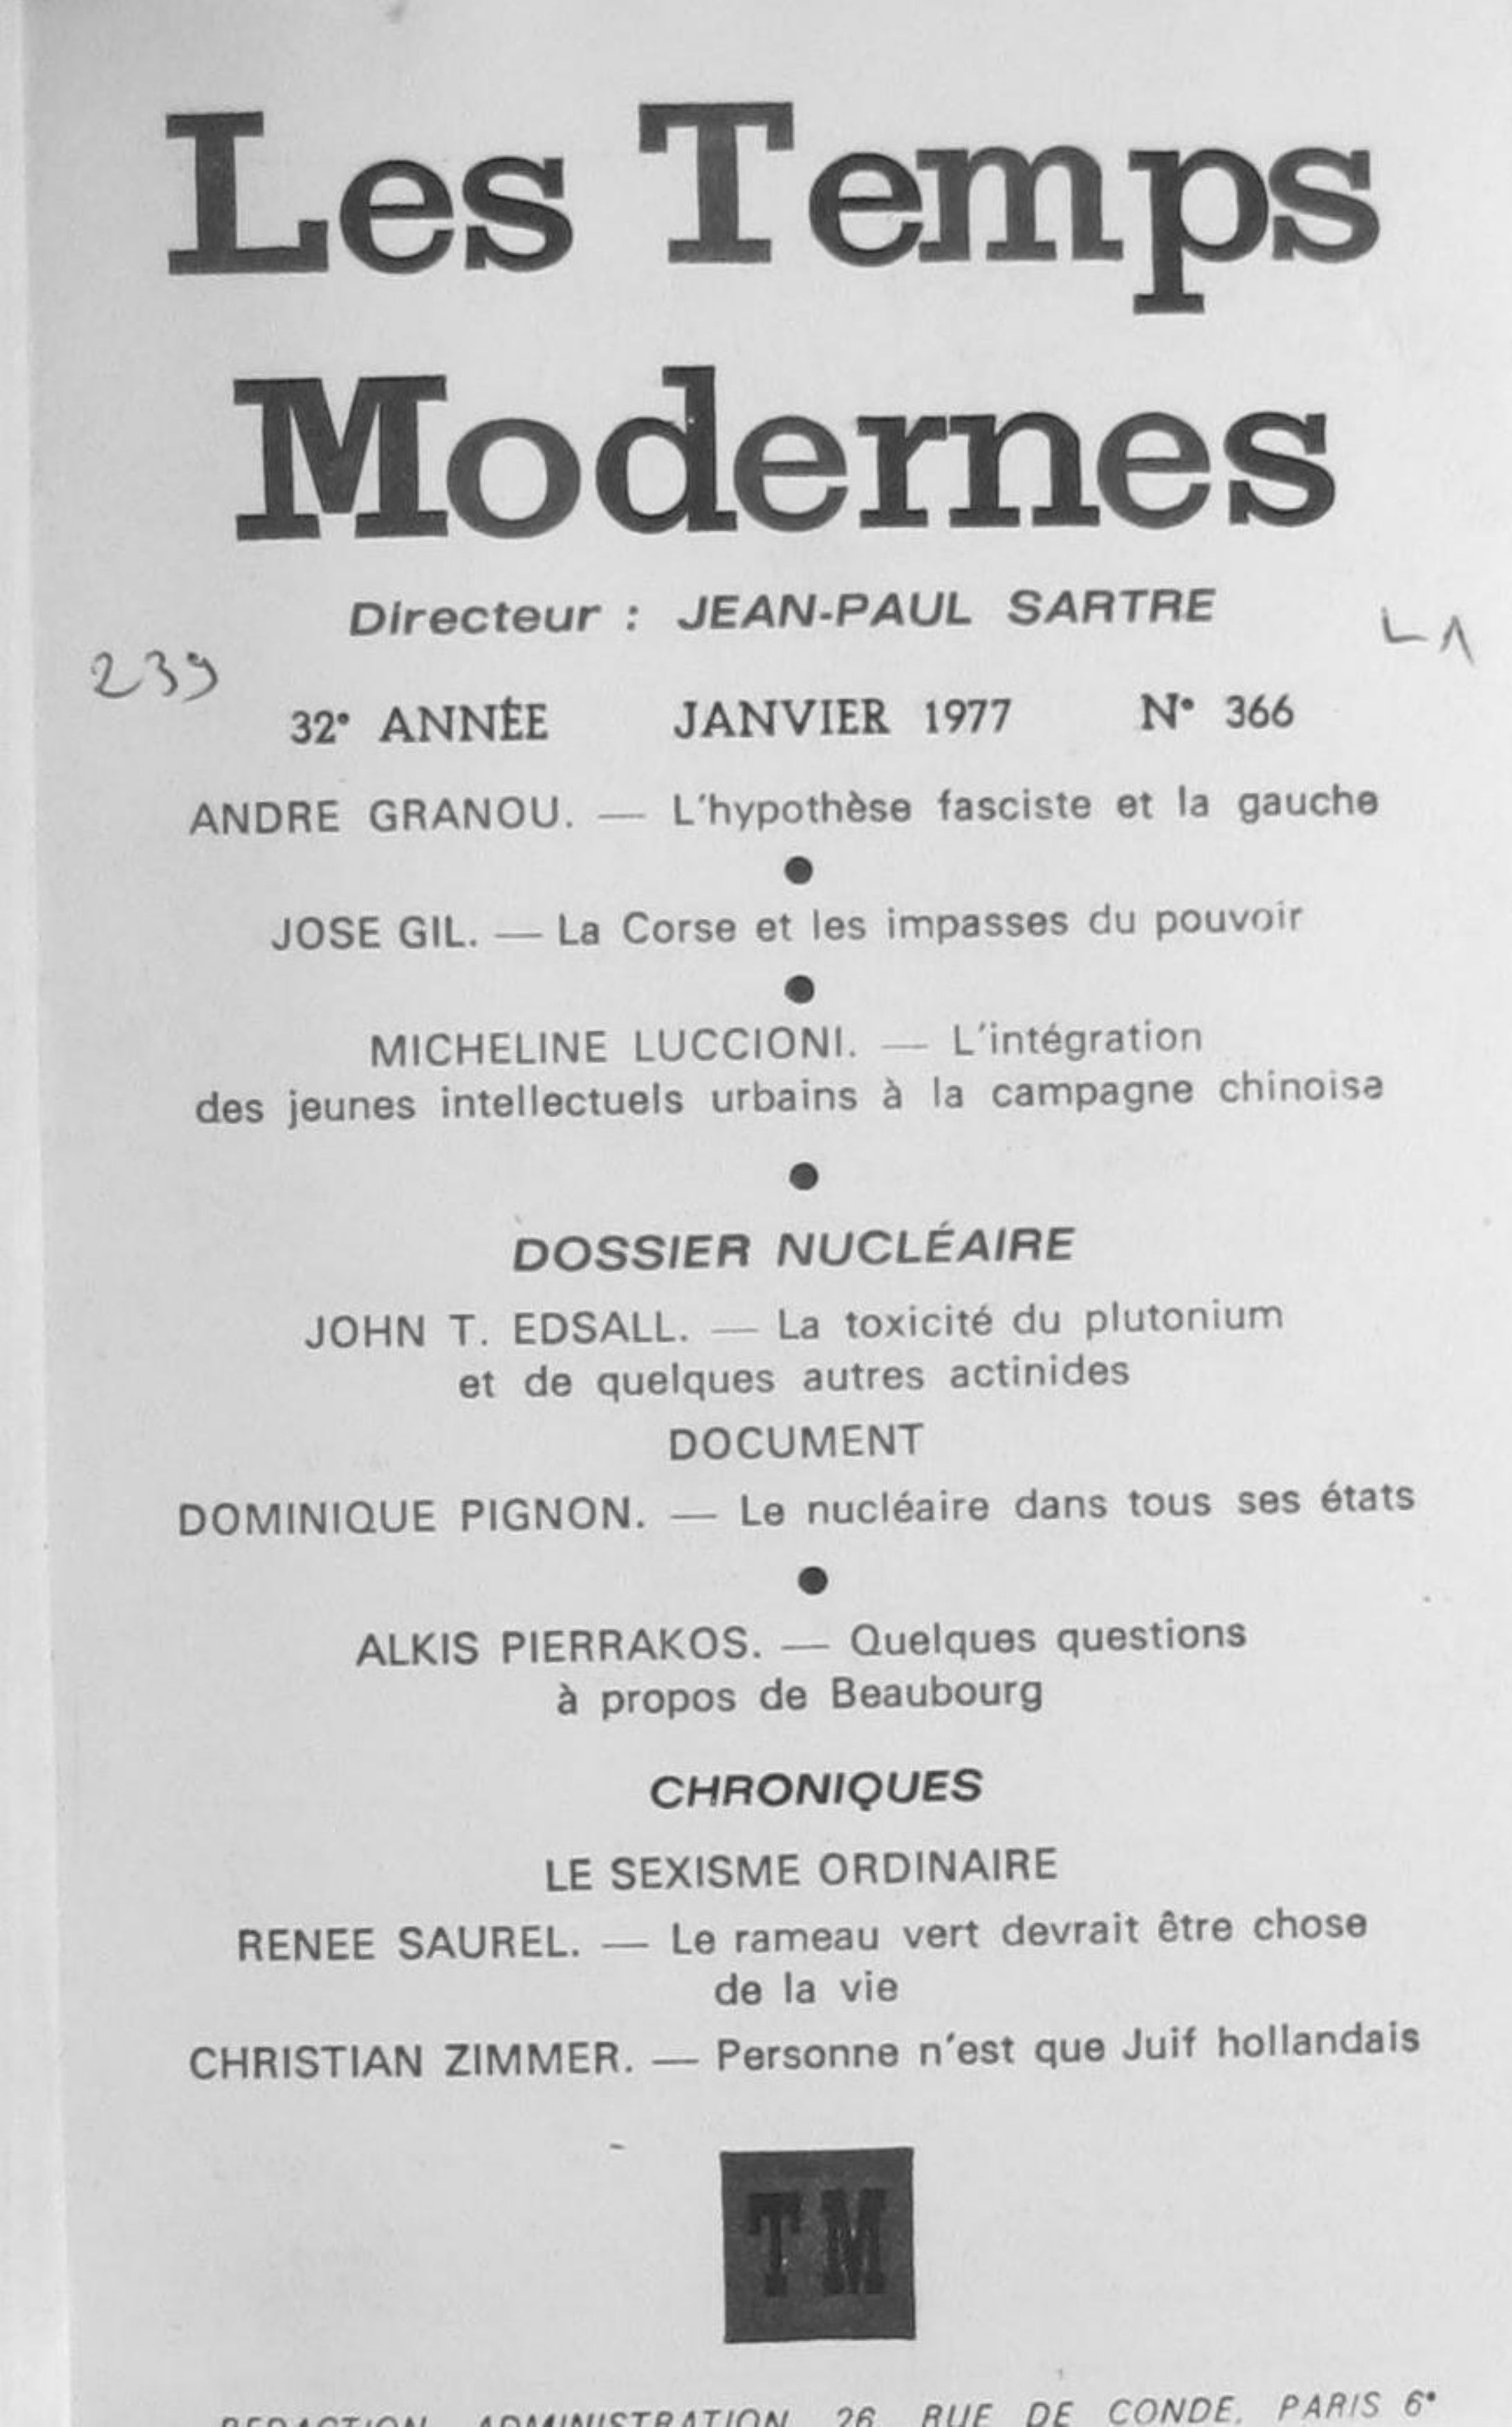 Les Temps
Modernes
Directeur : JEAN-PAUL SARTRE
L1
239
32e ANNÉE JANVIER 1977 N° 366
ANDRE GRANOU. — L'hypothèse fasciste et la gauche
●
JOSE GIL. — La Corse et les impasses du pouvoir
●
MICHELINE LUCCIONI. — L'intégration
des jeunes intellectuels urbains à la campagne chinoise
●
DOSSIER NUCLÉAIRE
JOHN T. EDSALL. — La toxicité du plutonium
et de quelques autres actinides
DOCUMENT
DOMINIQUE PIGNON. — Le nucléaire dans tous ses états
●
ALKIS PIERRAKOS. — Quelques questions
à propos de Beaubourg
CHRONIQUES
LE SEXISME ORDINAIRE
RENEE SAUREL. — Le rameau vert devrait être chose
de la vie
CHRISTIAN ZIMMER. — Personne n'est que Juif hollandais
TM
REDACTION, ADMINISTRATION, 26, RUE DE CONDE, PARIS 6e